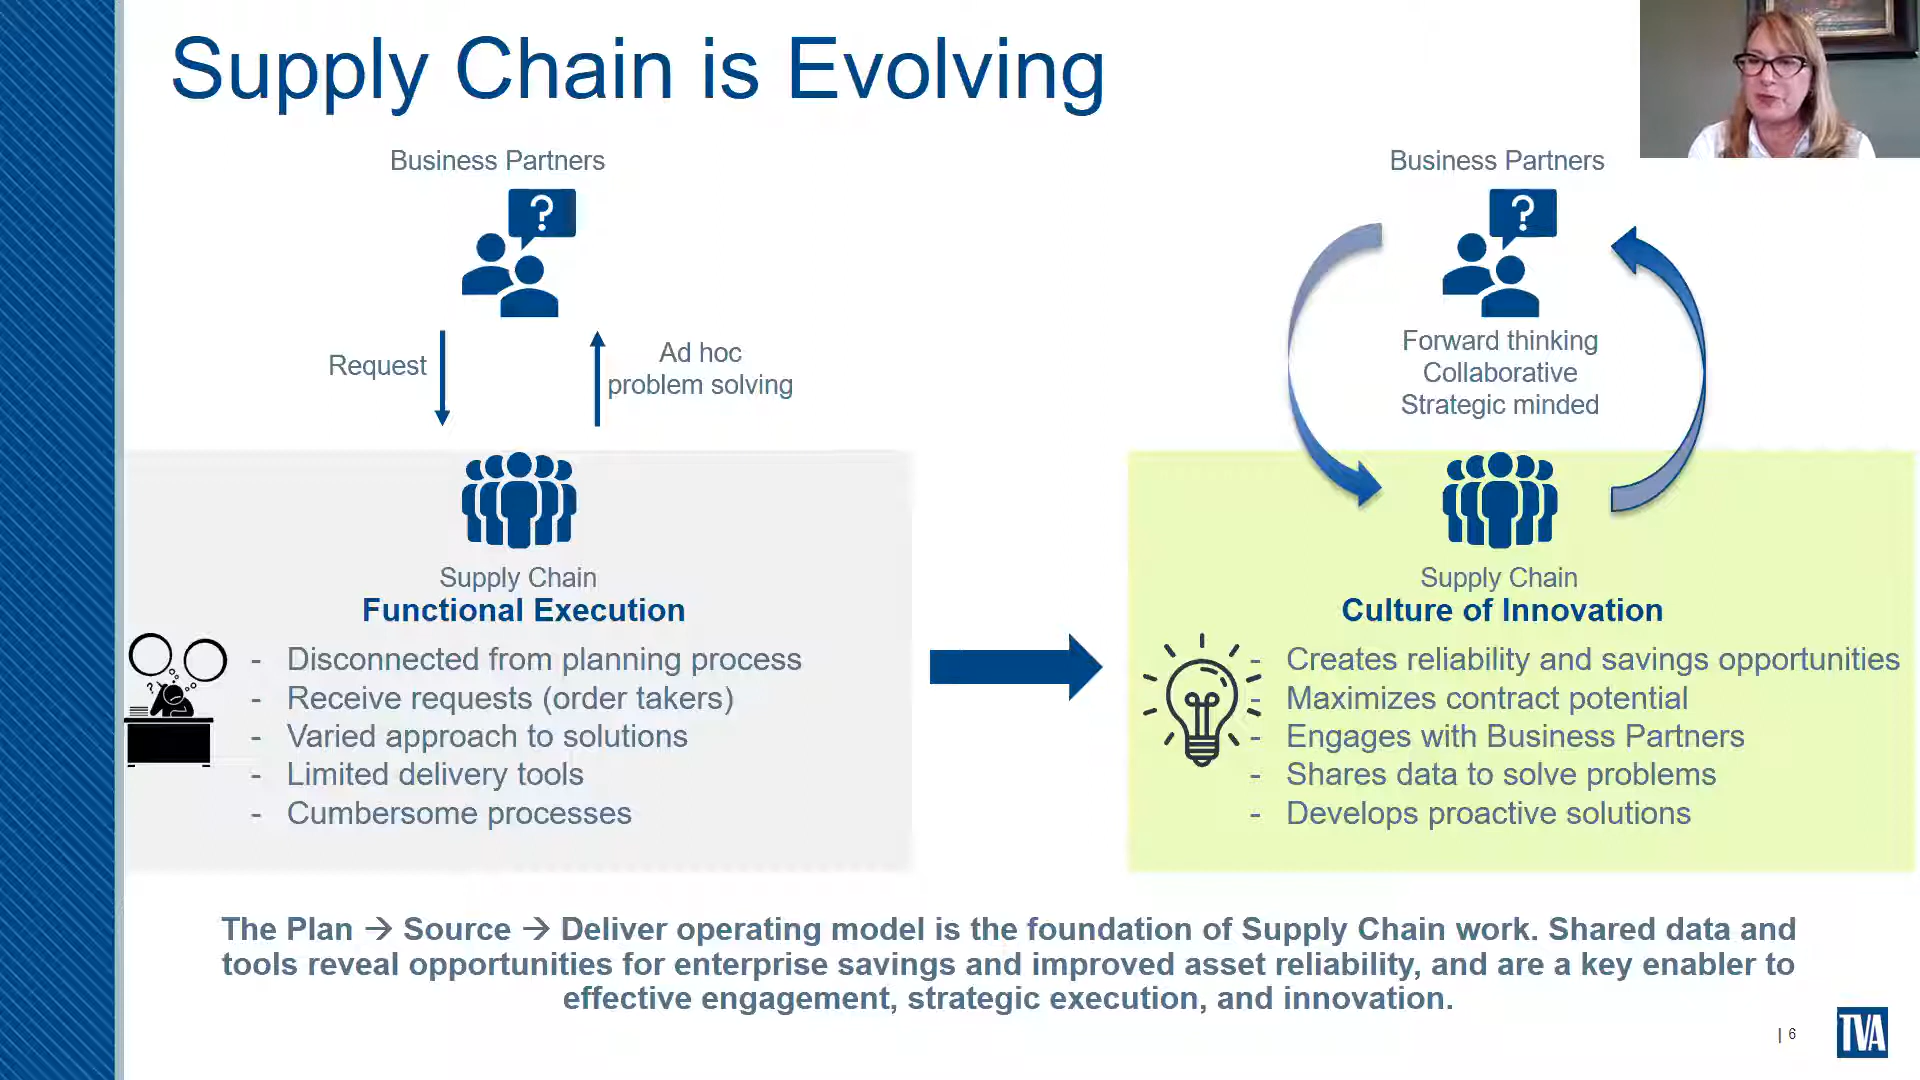 Supply Chain is Evolving
Business Partners
?
Request
Ad hoc
problem solving
Supply Chain
Functional Execution
- Disconnected from planning process
- Receive requests (order takers)
- Varied approach to solutions
- Limited delivery tools
- Cumbersome processes
Business Partners
?
Forward thinking
Collaborative
Strategic minded
Supply Chain
Culture of Innovation
- Creates reliability and savings opportunities
- Maximizes contract potential
- Engages with Business Partners
- Shares data to solve problems
- Develops proactive solutions
The Plan → Source → Deliver operating model is the foundation of Supply Chain work. Shared data and
tools reveal opportunities for enterprise savings and improved asset reliability, and are a key enabler to
effective engagement, strategic execution, and innovation.
| 6
TVA